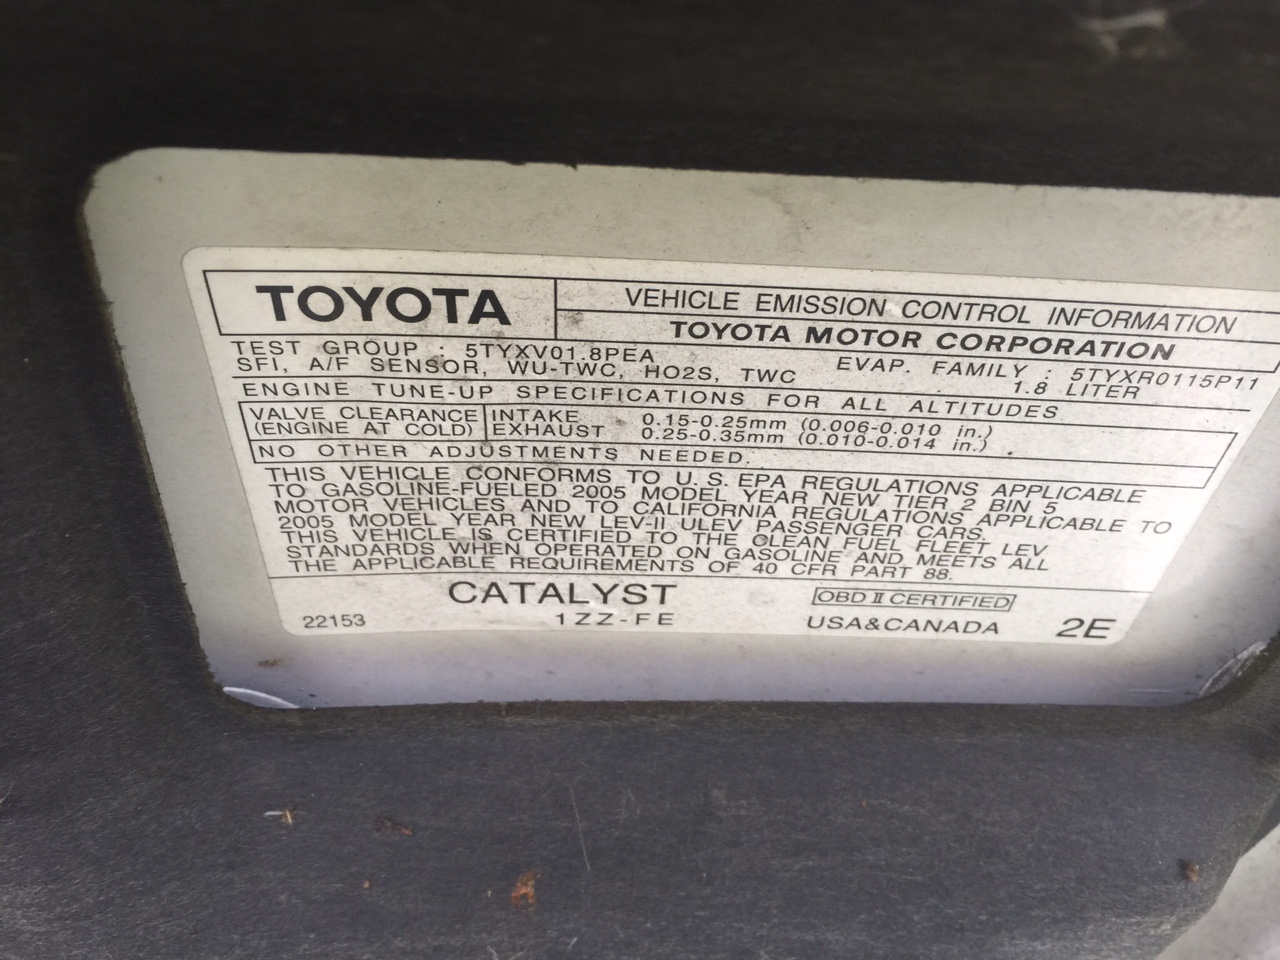 TOYOTA
VEHICLE EMISSION CONTROL INFORMATION
TOYOTA MOTOR CORPORATION
TEST GROUP : 5TYXV01.8PEA
EVAP. FAMILY : 5TYXR0115P11
SFI, A/F SENSOR, WU-TWC, HO2S, TWC
1.8 LITER
ENGINE TUNE-UP SPECIFICATIONS FOR ALL ALTITUDES
VALVE CLEARANCE
(ENGINE AT COLD)
INTAKE 0.15-0.25mm (0.006-0.010 in.)
EXHAUST 0.25-0.35mm (0.010-0.014 in.)
NO OTHER ADJUSTMENTS NEEDED.
THIS VEHICLE CONFORMS TO U.S. EPA REGULATIONS APPLICABLE
TO GASOLINE-FUELED 2005 MODEL YEAR NEW TIER 2 BIN 5
MOTOR VEHICLES AND TO CALIFORNIA REGULATIONS APPLICABLE TO
2005 MODEL YEAR NEW LEV-II ULEV PASSENGER CARS.
THIS VEHICLE IS CERTIFIED TO THE CLEAN FUEL FLEET LEV
STANDARDS WHEN OPERATED ON GASOLINE AND MEETS ALL
THE APPLICABLE REQUIREMENTS OF 40 CFR PART 88.
CATALYST
OBD II CERTIFIED
22153 1ZZ-FE USA&CANADA 2E